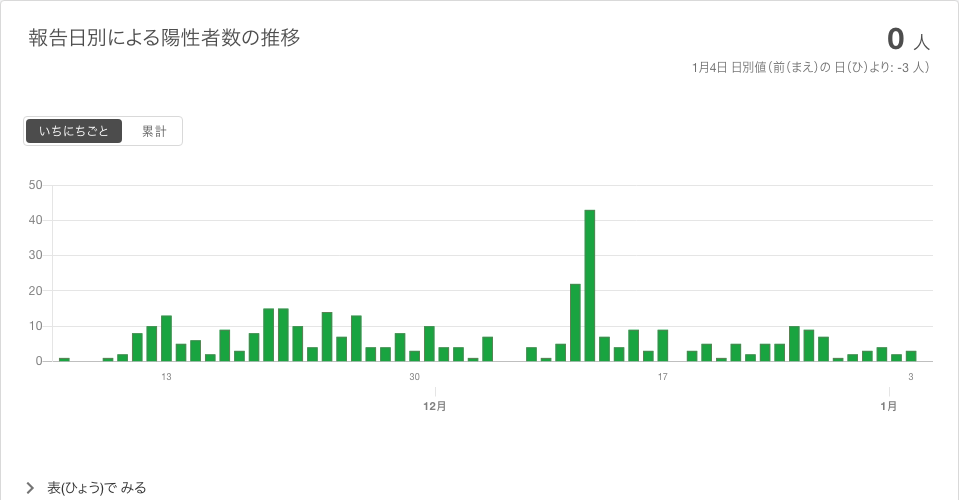 報告日別による陽性者数の推移
0 人
1月4日 日別値（前(まえ)の 日(ひ)より: -3 人）
いちにちごと 累計
50
40
30
20
10
0
13 30 17 3
12月 1月
表(ひょう)で みる